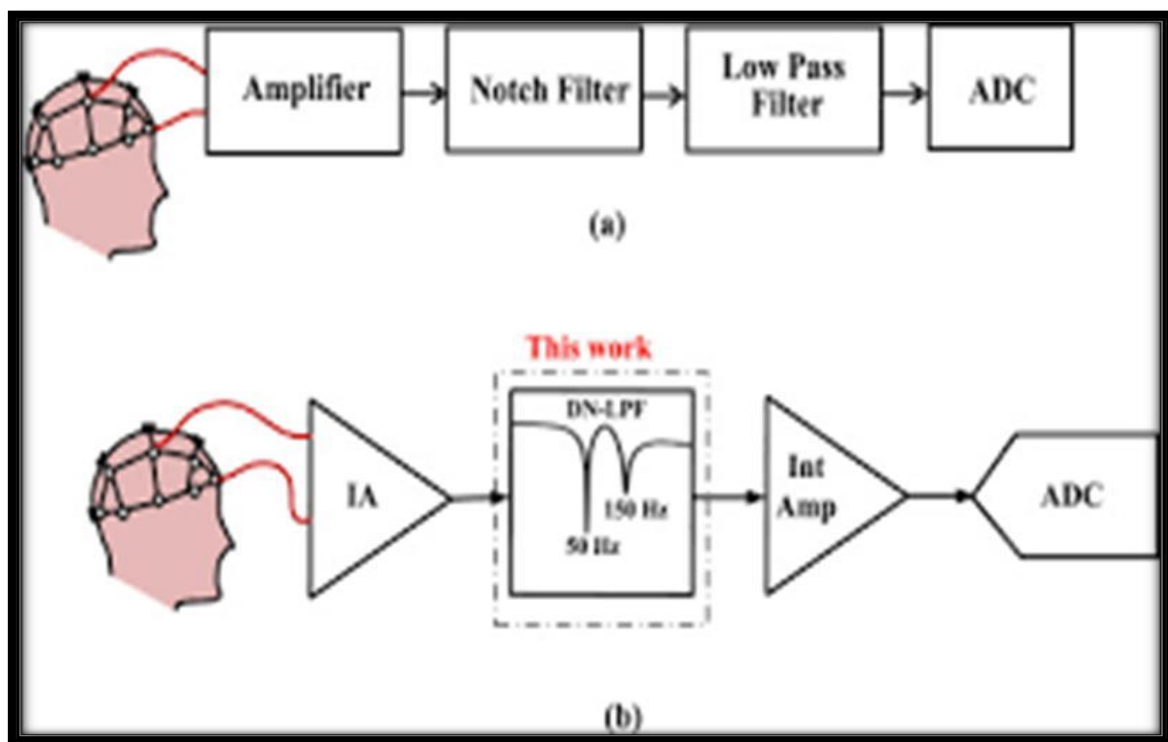 Amplifier
Notch Filter
Low Pass
Filter
ADC
(a)
This work
DN-LPF
150 Hz
50 Hz
IA
Int
Amp
ADC
(b)